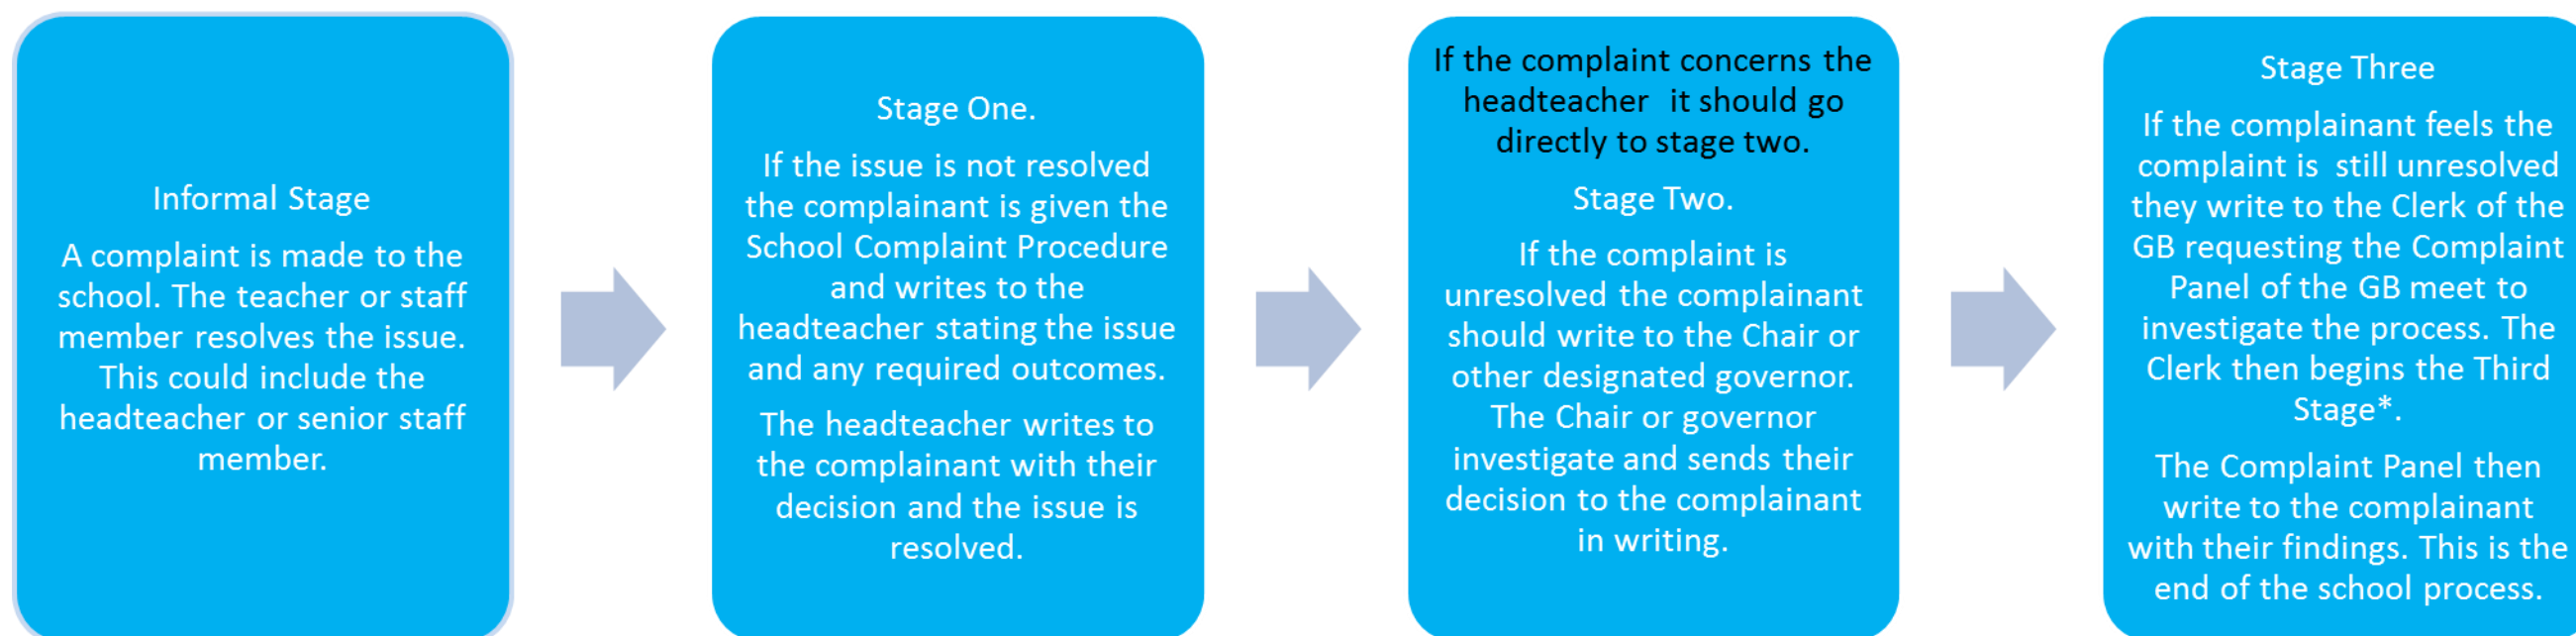 Informal Stage
A complaint is made to the
school. The teacher or staff
member resolves the issue.
This could include the
headteacher or senior staff
member.
Stage One.
If the issue is not resolved
the complainant is given the
School Complaint Procedure
and writes to the
headteacher stating the issue
and any required outcomes.
The headteacher writes to
the complainant with their
decision and the issue is
resolved.
If the complaint concerns the
headteacher it should go
directly to stage two.
Stage Two.
If the complaint is
unresolved the complainant
should write to the Chair or
other designated governor.
The Chair or governor
investigate and sends their
decision to the complainant
in writing.
Stage Three
If the complainant feels the
complaint is still unresolved
they write to the Clerk of the
GB requesting the Complaint
Panel of the GB meet to
investigate the process. The
Clerk then begins the Third
Stage*.
The Complaint Panel then
write to the complainant
with their findings. This is the
end of the school process.